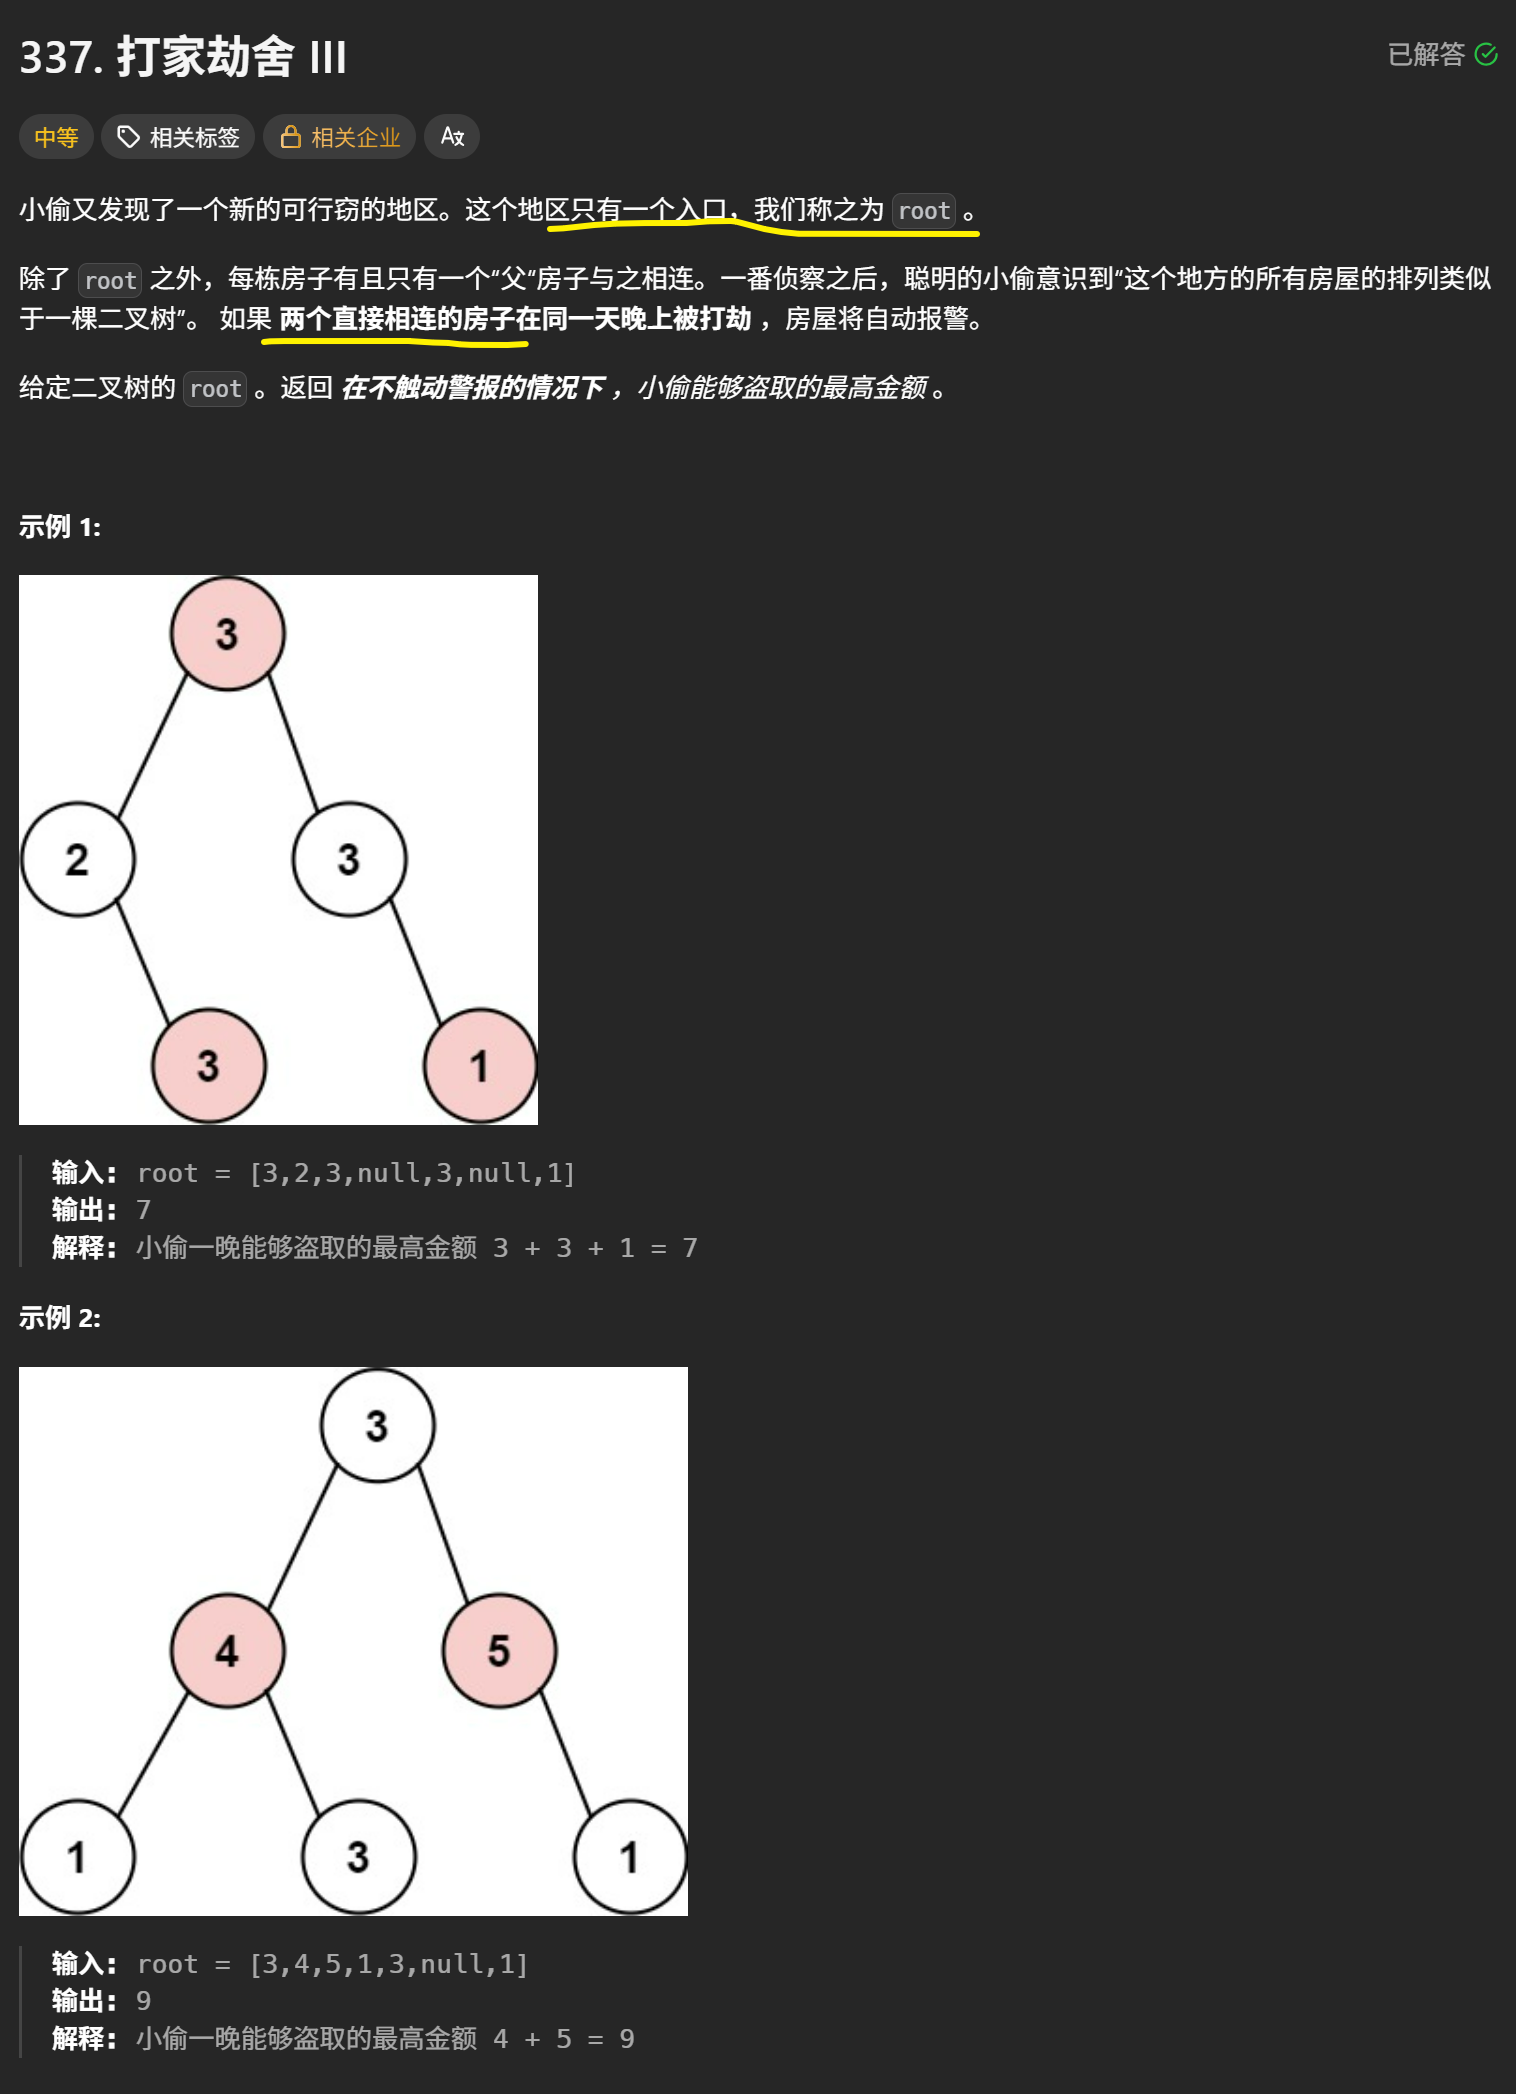 337. 打家劫舍 III
已解答
中等 相关标签 相关企业
小偷又发现了一个新的可行窃的地区。这个地区只有一个入口，我们称之为 root 。
除了 root 之外，每栋房子有且只有一个“父“房子与之相连。一番侦察之后，聪明的小偷意识到“这个地方的所有房屋的排列类似
于一棵二叉树”。 如果 两个直接相连的房子在同一天晚上被打劫 ，房屋将自动报警。
给定二叉树的 root 。返回 在不触动警报的情况下 ，小偷能够盗取的最高金额 。
示例 1:
3
2 3
3 1
输入： root = [3,2,3,null,3,null,1]
输出： 7
解释： 小偷一晚能够盗取的最高金额 3 + 3 + 1 = 7
示例 2:
3
4 5
1 3 1
输入： root = [3,4,5,1,3,null,1]
输出： 9
解释： 小偷一晚能够盗取的最高金额 4 + 5 = 9